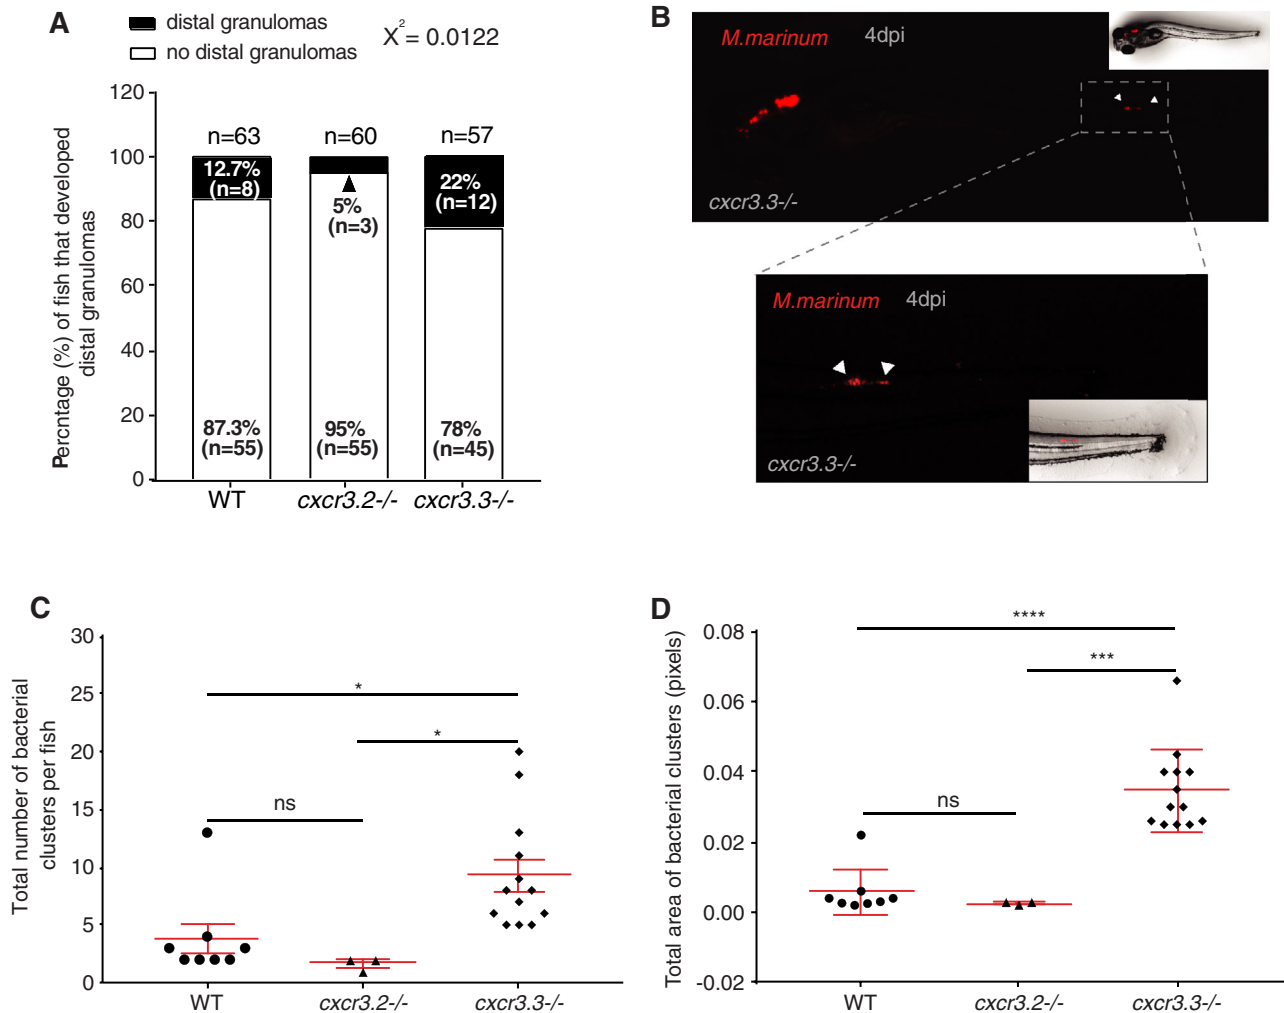 A
distal granulomas
no distal granulomas
X² = 0.0122
Percntage (%) of fish that developed
distal granulomas
120
100
80
60
40
20
0
n=63
n=60
n=57
12.7%
(n=8)
5%
(n=3)
22%
(n=12)
87.3%
(n=55)
95%
(n=55)
78%
(n=45)
WT
cxcr3.2-/-
cxcr3.3-/-
B
M.marinum 4dpi
cxcr3.3-/-
M.marinum 4dpi
cxcr3.3-/-
C
Total number of bacterial
clusters per fish
30
25
20
15
10
5
0
*
*
ns
WT
cxcr3.2-/-
cxcr3.3-/-
D
Total area of bacterial clusters (pixels)
0.08
0.06
0.04
0.02
0.00
-0.02
****
***
ns
WT
cxcr3.2-/-
cxcr3.3-/-